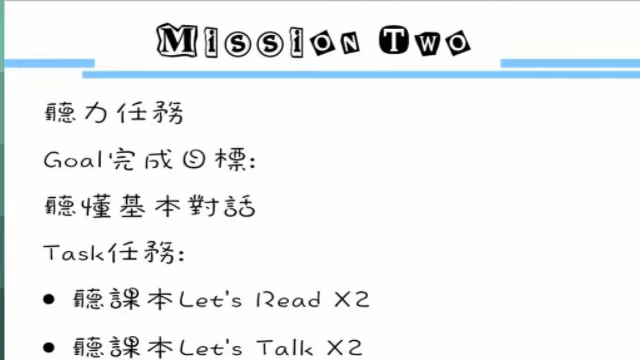 Mission Two
聽力任務
Goal完成目標:
聽懂基本對話
Task任務:
• 聽課本Let's Read X2
• 聽課本Let's Talk X2